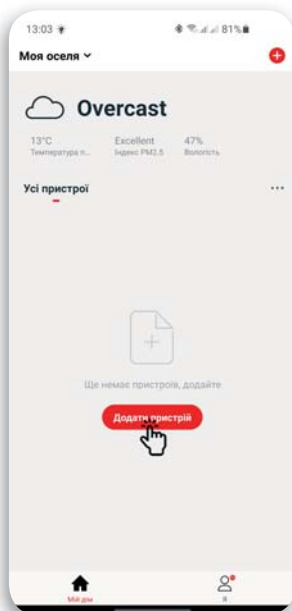 13:03 81%
Моя оселя
Overcast
13°C Excellent 47%
Температура п... Індекс PM2.5 Вологість
Усі пристрої ...
Ще немає пристроїв, додайте
Додати пристрій
Мій дім Я